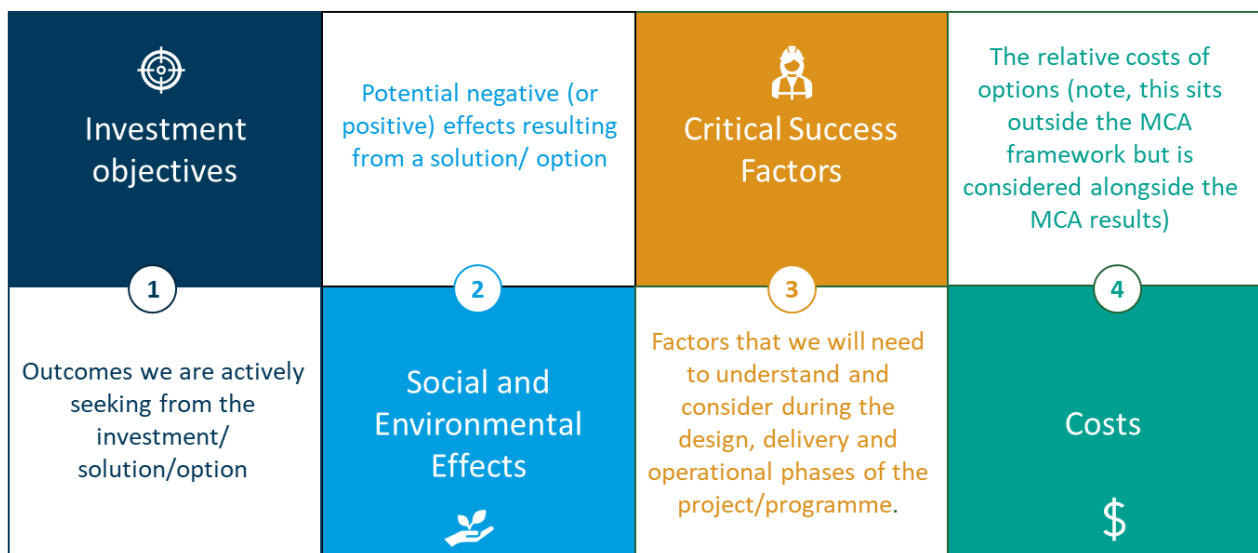 Investment
objectives
1
Outcomes we are actively
seeking from the
investment/
solution/option
Potential negative (or
positive) effects resulting
from a solution/ option
2
Social and
Environmental
Effects
Critical Success
Factors
3
Factors that we will need
to understand and
consider during the
design, delivery and
operational phases of the
project/programme.
The relative costs of
options (note, this sits
outside the MCA
framework but is
considered alongside the
MCA results)
4
Costs
$